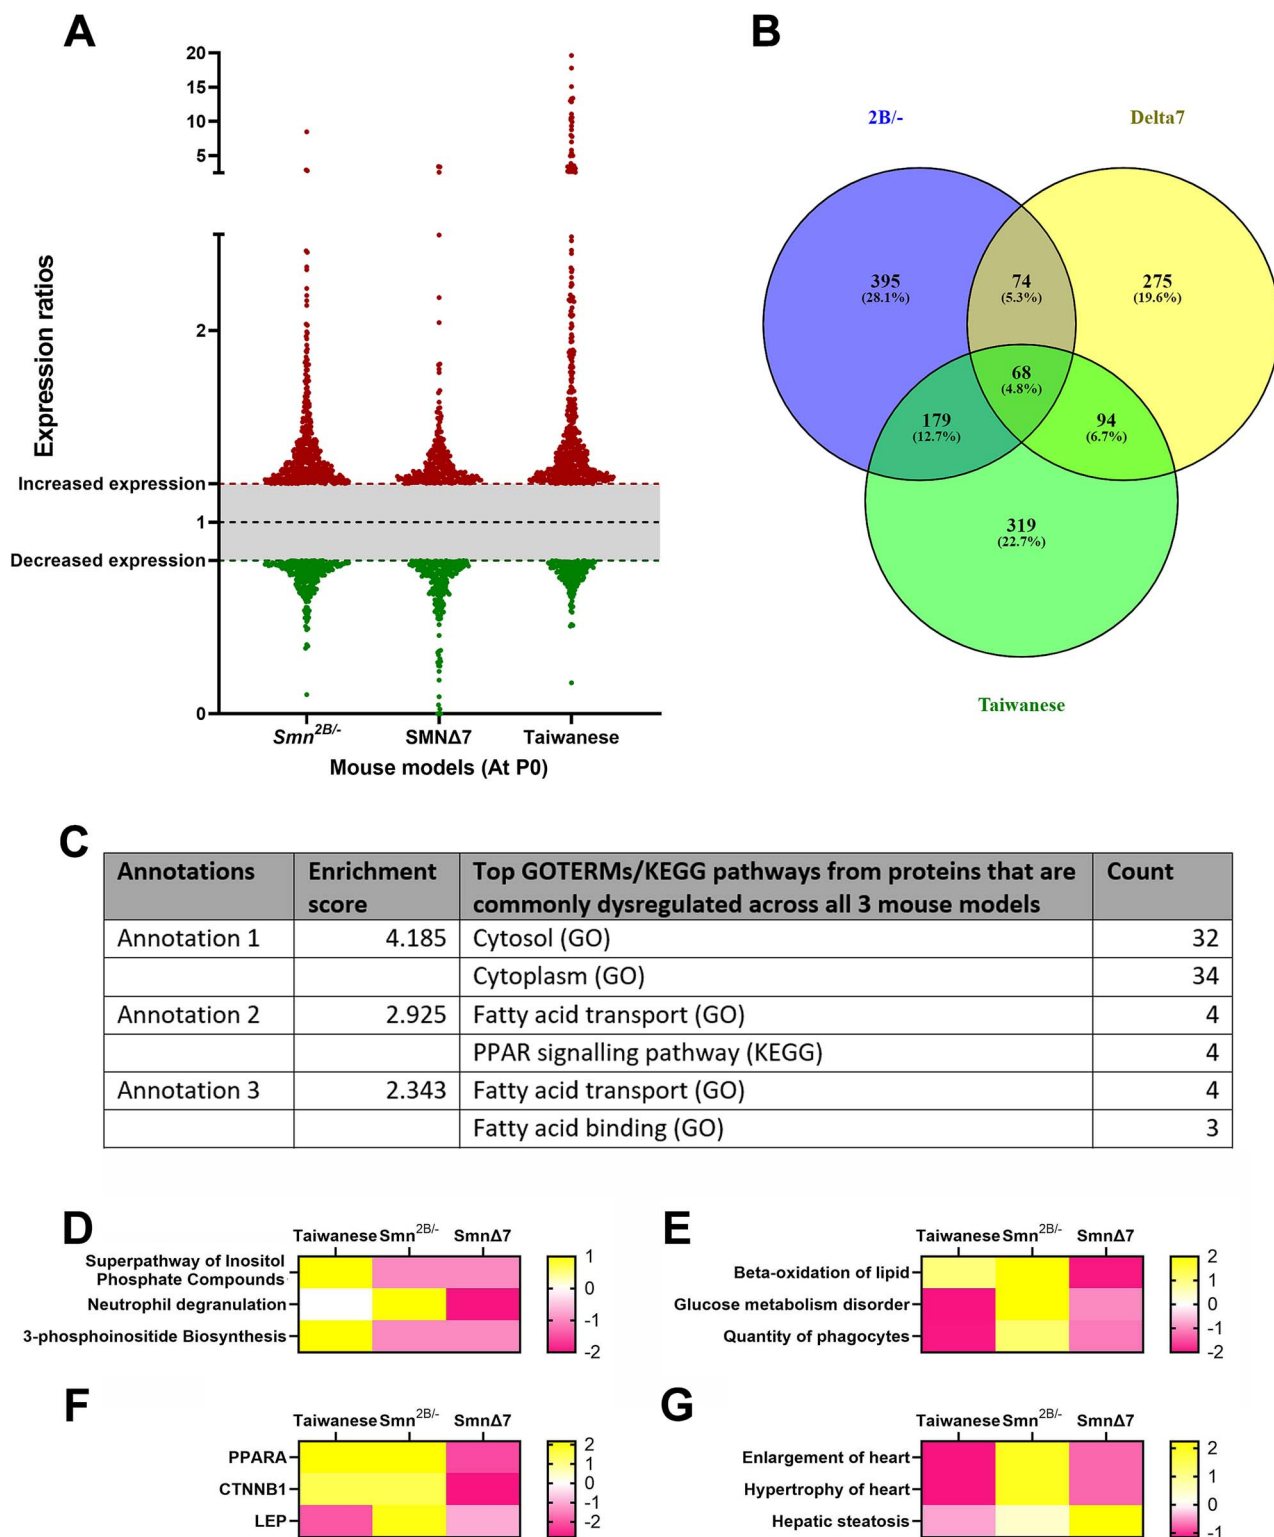 A
20
15
10
5
2
1
0
Expression ratios
Increased expression
Decreased expression
Smn2B/-
SMNΔ7
Taiwanese
Mouse models (At P0)
B
2B/-
Delta7
395
(28.1%)
74
(5.3%)
275
(19.6%)
68
(4.8%)
179
(12.7%)
94
(6.7%)
319
(22.7%)
Taiwanese
C
Annotations Enrichment score Top GOTERMs/KEGG pathways from proteins that are commonly dysregulated across all 3 mouse models Count
Annotation 1 4.185 Cytosol (GO) 32
Cytoplasm (GO) 34
Annotation 2 2.925 Fatty acid transport (GO) 4
PPAR signalling pathway (KEGG) 4
Annotation 3 2.343 Fatty acid transport (GO) 4
Fatty acid binding (GO) 3
D
Taiwanese Smn2B/- SmnΔ7
Superpathway of Inositol
Phosphate Compounds
Neutrophil degranulation
3-phosphoinositide Biosynthesis
1
0
-1
-2
E
Taiwanese Smn2B/- SmnΔ7
Beta-oxidation of lipid
Glucose metabolism disorder
Quantity of phagocytes
2
1
0
-1
-2
F
Taiwanese Smn2B/- SmnΔ7
PPARA
CTNNB1
LEP
2
1
0
-1
-2
G
Taiwanese Smn2B/- SmnΔ7
Enlargement of heart
Hypertrophy of heart
Hepatic steatosis
2
1
0
-1